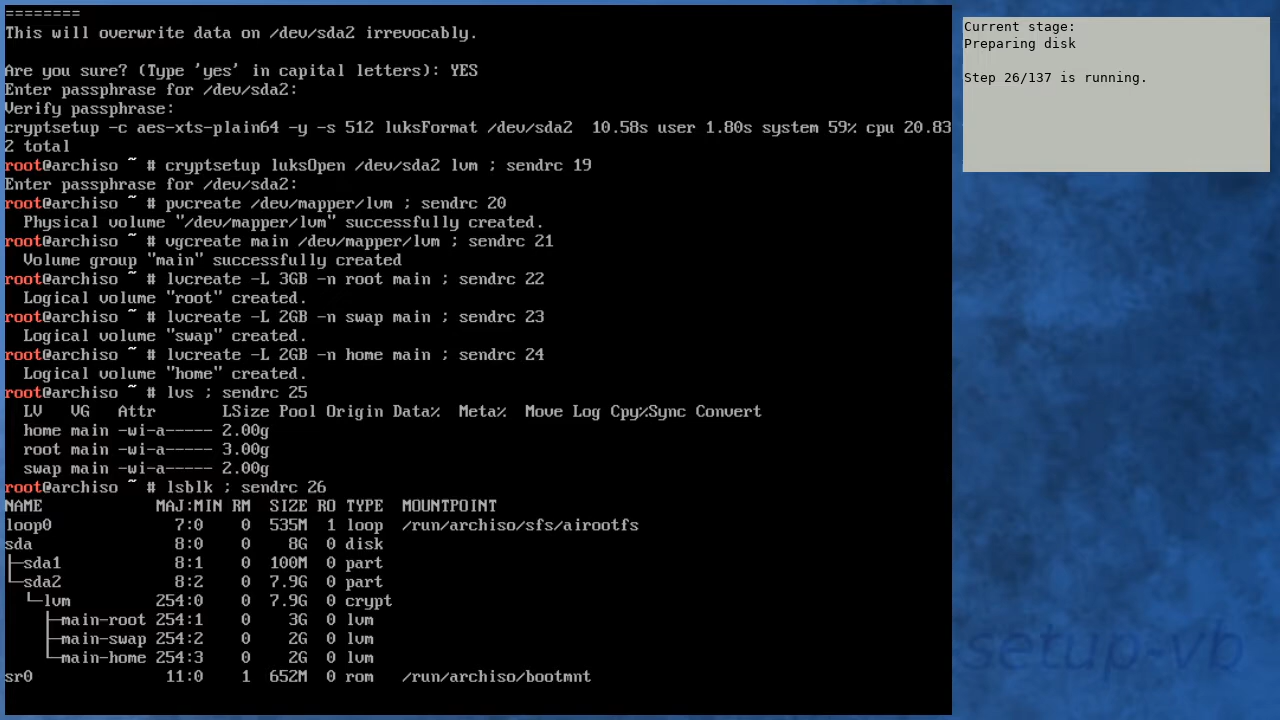 ========
This will overwrite data on /dev/sda2 irrevocably.
Are you sure? (Type 'yes' in capital letters): YES
Enter passphrase for /dev/sda2:
Verify passphrase:
cryptsetup -c aes-xts-plain64 -y -s 512 luksFormat /dev/sda2  10.58s user 1.80s system 59% cpu 20.83
2 total
root@archiso ~ # cryptsetup luksOpen /dev/sda2 lvm ; sendrc 19
Enter passphrase for /dev/sda2:
root@archiso ~ # pvcreate /dev/mapper/lvm ; sendrc 20
  Physical volume "/dev/mapper/lvm" successfully created.
root@archiso ~ # vgcreate main /dev/mapper/lvm ; sendrc 21
  Volume group "main" successfully created
root@archiso ~ # lvcreate -L 3GB -n root main ; sendrc 22
  Logical volume "root" created.
root@archiso ~ # lvcreate -L 2GB -n swap main ; sendrc 23
  Logical volume "swap" created.
root@archiso ~ # lvcreate -L 2GB -n home main ; sendrc 24
  Logical volume "home" created.
root@archiso ~ # lvs ; sendrc 25
  LV   VG   Attr       LSize Pool Origin Data%  Meta%  Move Log Cpy%Sync Convert
  home main -wi-a----- 2.00g
  root main -wi-a----- 3.00g
  swap main -wi-a----- 2.00g
root@archiso ~ # lsblk ; sendrc 26
NAME            MAJ:MIN RM  SIZE RO TYPE  MOUNTPOINT
loop0             7:0    0  535M  1 loop  /run/archiso/sfs/airootfs
sda               8:0    0    8G  0 disk
├─sda1            8:1    0  100M  0 part
└─sda2            8:2    0  7.9G  0 part
  └─lvm         254:0    0  7.9G  0 crypt
    ├─main-root 254:1    0    3G  0 lvm
    ├─main-swap 254:2    0    2G  0 lvm
    └─main-home 254:3    0    2G  0 lvm
sr0              11:0    1  652M  0 rom   /run/archiso/bootmnt
Current stage:
Preparing disk
Step 26/137 is running.
setup-vb